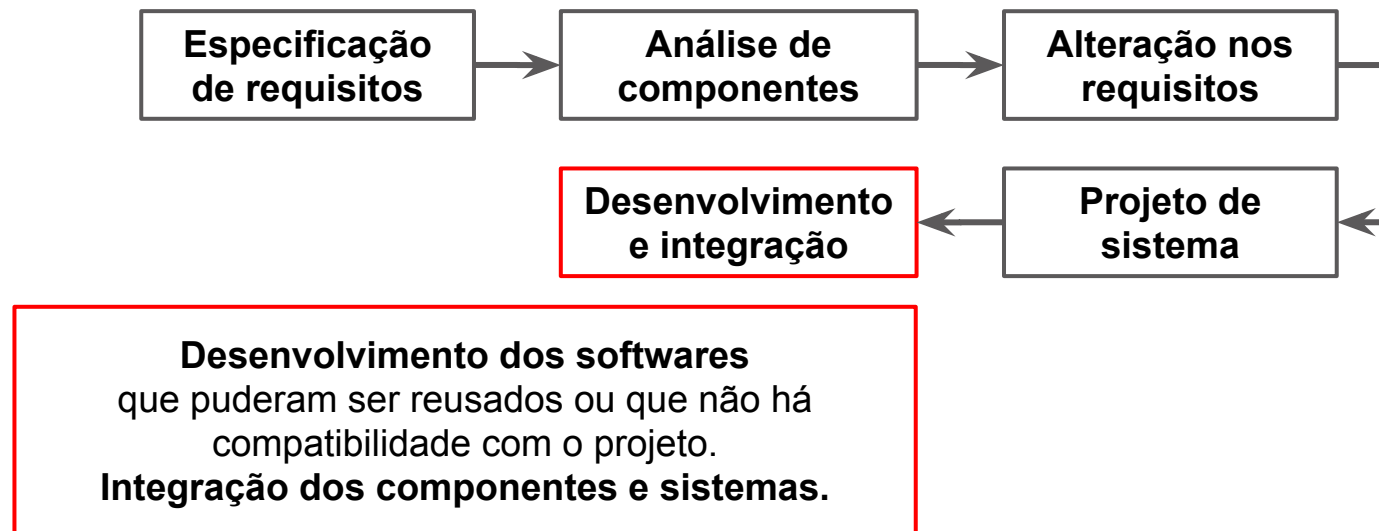 Especificação
de requisitos
Análise de
componentes
Alteração nos
requisitos
Desenvolvimento
e integração
Projeto de
sistema
Desenvolvimento dos softwares
que puderam ser reusados ou que não há
compatibilidade com o projeto.
Integração dos componentes e sistemas.